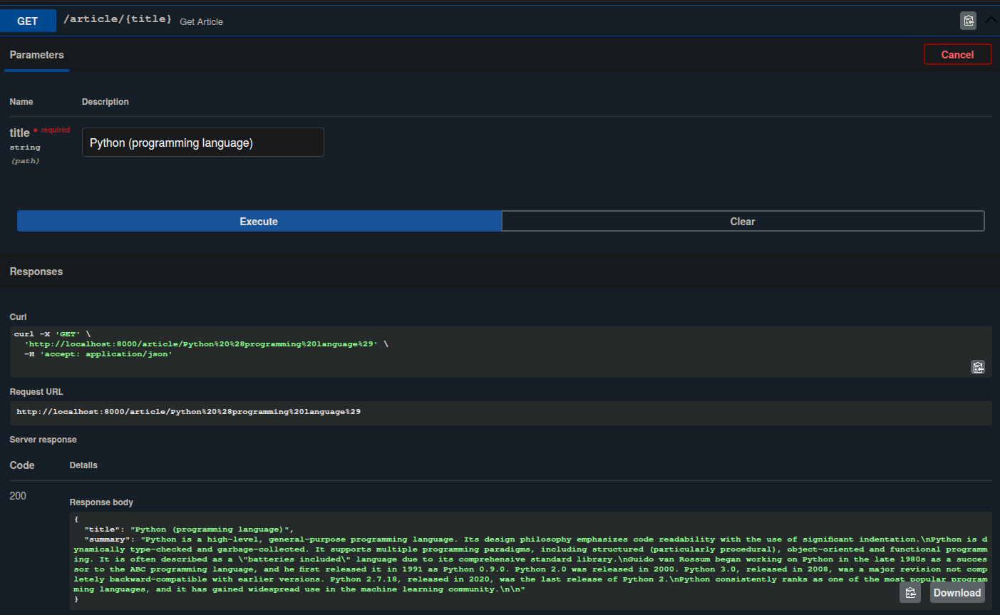 GET /article/{title} Get Article
Parameters
Cancel
Name Description
title * required
string
(path)
Python (programming language)
Execute Clear
Responses
Curl
curl -X 'GET' \
  'http://localhost:8000/article/Python%20%28programming%20language%29' \
  -H 'accept: application/json'
Request URL
http://localhost:8000/article/Python%20%28programming%20language%29
Server response
Code Details
200
Response body
{
  "title": "Python (programming language)",
  "summary": "Python is a high-level, general-purpose programming language. Its design philosophy emphasizes code readability with the use of significant indentation.\nPython is d
ynamically type-checked and garbage-collected. It supports multiple programming paradigms, including structured (particularly procedural), object-oriented and functional programm
ing. It is often described as a \"batteries included\" language due to its comprehensive standard library.\nGuido van Rossum began working on Python in the late 1980s as a succes
sor to the ABC programming language, and he first released it in 1991 as Python 0.9.0. Python 2.0 was released in 2000. Python 3.0, released in 2008, was a major revision not comp
letely backward-compatible with earlier versions. Python 2.7.18, released in 2020, was the last release of Python 2.\nPython consistently ranks as one of the most popular program
ming languages, and it has gained widespread use in the machine learning community.\n\n"
}
Download